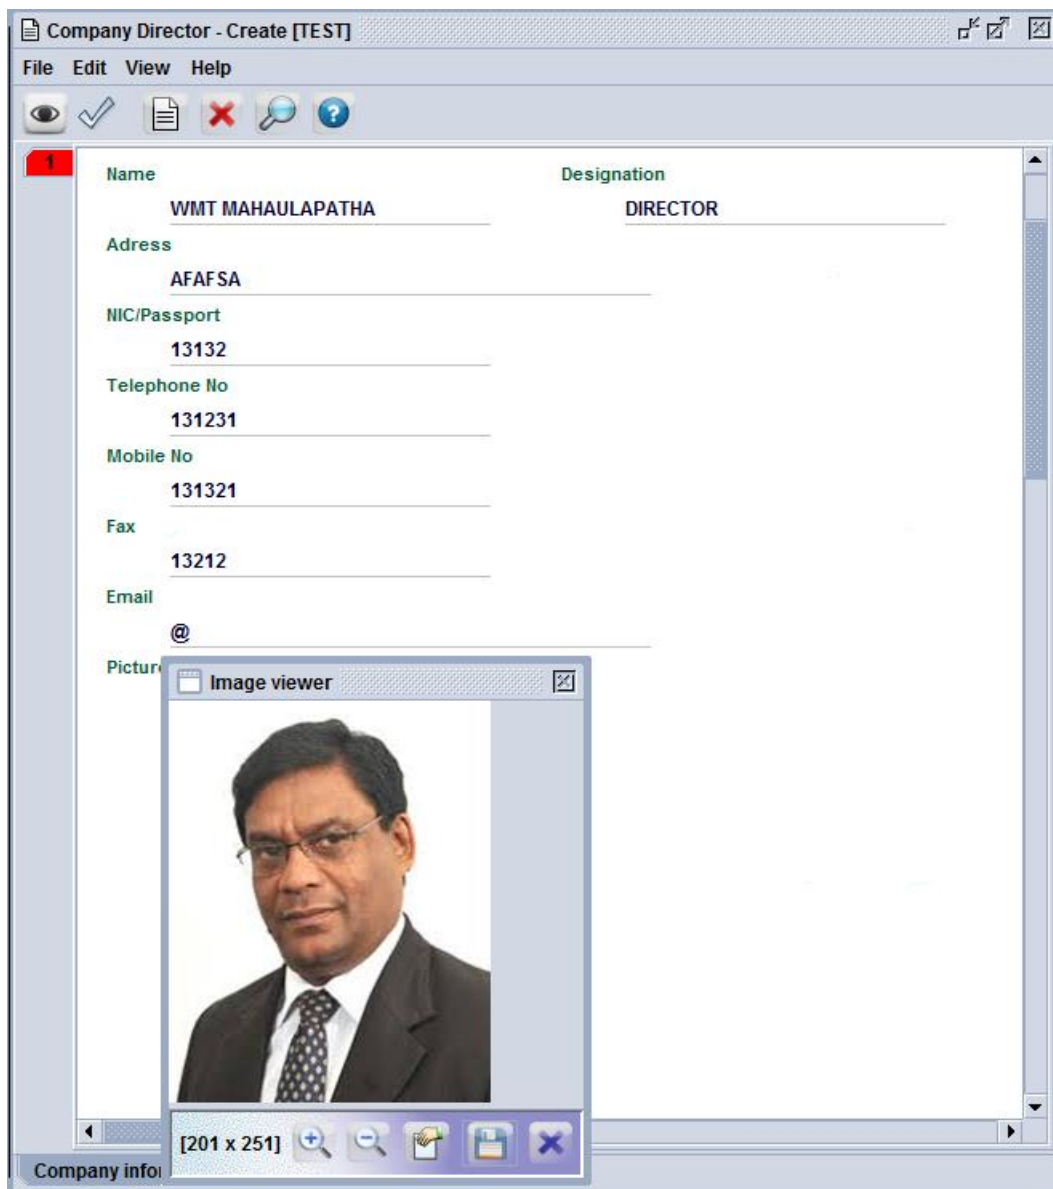 Company Director - Create [TEST]
File Edit View Help
1
Name Designation
WMT MAHAULAPATHA DIRECTOR
Adress
AFAFSA
NIC/Passport
13132
Telephone No
131231
Mobile No
131321
Fax
13212
Email
@
Picture
Image viewer
[201 x 251]
Company infor